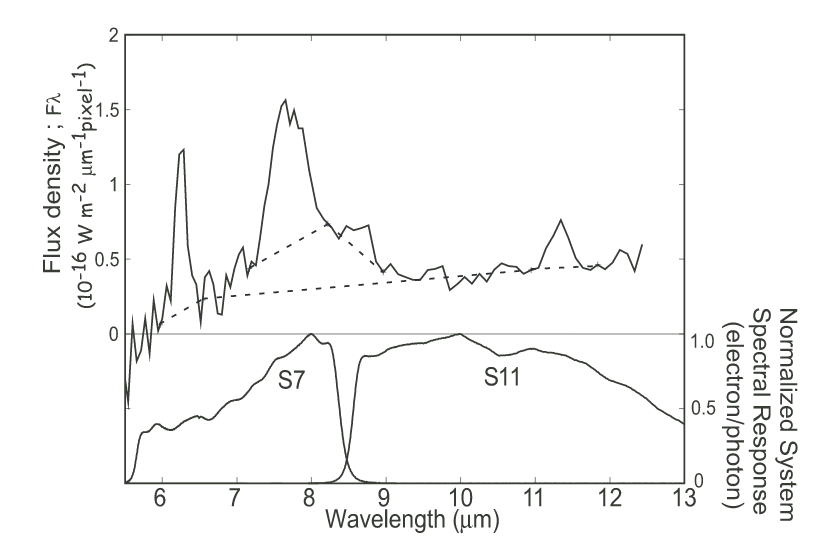 Flux density ; Fλ
(10⁻¹⁶ W m⁻² μm⁻¹pixel⁻¹)
2
1.5
1
0.5
0
1.0
0.5
0
S7
S11
6 7 8 9 10 11 12 13
Wavelength (μm)
Normalized System
Spectral Response
(electron/photon)